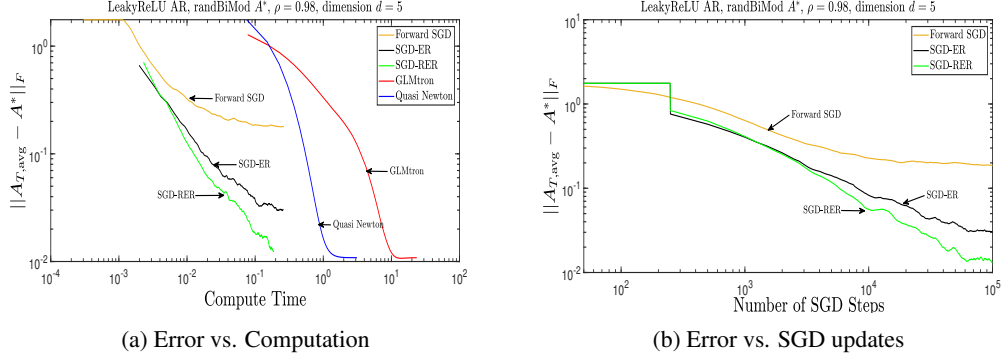 LeakyReLU AR, randBiMod A*, ρ = 0.98, dimension d = 5
||A_{T,avg} − A*||_F
10^0
10^-1
10^-2
Forward SGD
SGD-ER
SGD-RER
GLMtron
Quasi Newton
Forward SGD
SGD-ER
SGD-RER
GLMtron
Quasi Newton
10^-4
10^-3
10^-2
10^-1
10^0
10^1
10^2
Compute Time
(a) Error vs. Computation
LeakyReLU AR, randBiMod A*, ρ = 0.98, dimension d = 5
||A_{T,avg} − A*||_F
10^1
10^0
10^-1
10^-2
Forward SGD
SGD-ER
SGD-RER
Forward SGD
SGD-ER
SGD-RER
10^2
10^3
10^4
10^5
Number of SGD Steps
(b) Error vs. SGD updates